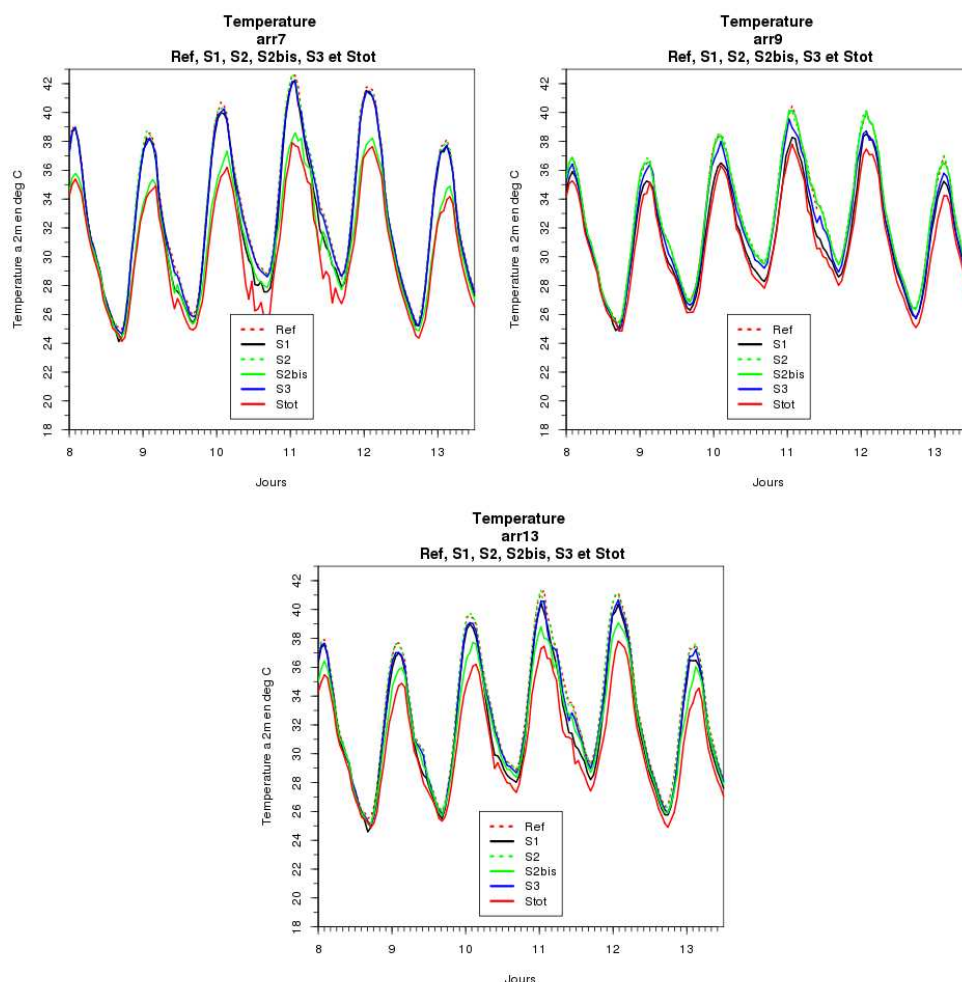 Temperature
arr7
Ref, S1, S2, S2bis, S3 et Stot
Temperature a 2m en deg C
18 20 22 24 26 28 30 32 34 36 38 40 42
Ref
S1
S2
S2bis
S3
Stot
8 9 10 11 12 13
Jours
Temperature
arr9
Ref, S1, S2, S2bis, S3 et Stot
Temperature a 2m en deg C
18 20 22 24 26 28 30 32 34 36 38 40 42
Ref
S1
S2
S2bis
S3
Stot
8 9 10 11 12 13
Jours
Temperature
arr13
Ref, S1, S2, S2bis, S3 et Stot
Temperature a 2m en deg C
18 20 22 24 26 28 30 32 34 36 38 40 42
Ref
S1
S2
S2bis
S3
Stot
8 9 10 11 12 13
Jours